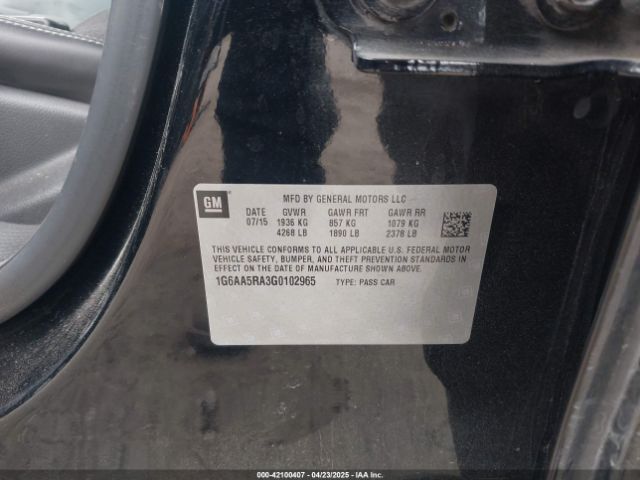 GM
MFD BY GENERAL MOTORS LLC
DATE GVWR GAWR FRT GAWR RR
07/15 1936 KG 857 KG 1079 KG
4268 LB 1890 LB 2378 LB
THIS VEHICLE CONFORMS TO ALL APPLICABLE U.S. FEDERAL MOTOR
VEHICLE SAFETY, BUMPER, AND THEFT PREVENTION STANDARDS IN
EFFECT ON THE DATE OF MANUFACTURE SHOWN ABOVE.
1G6AA5RA3G0102965 TYPE: PASS CAR
000-42100407 - 04/23/2025 - IAAI